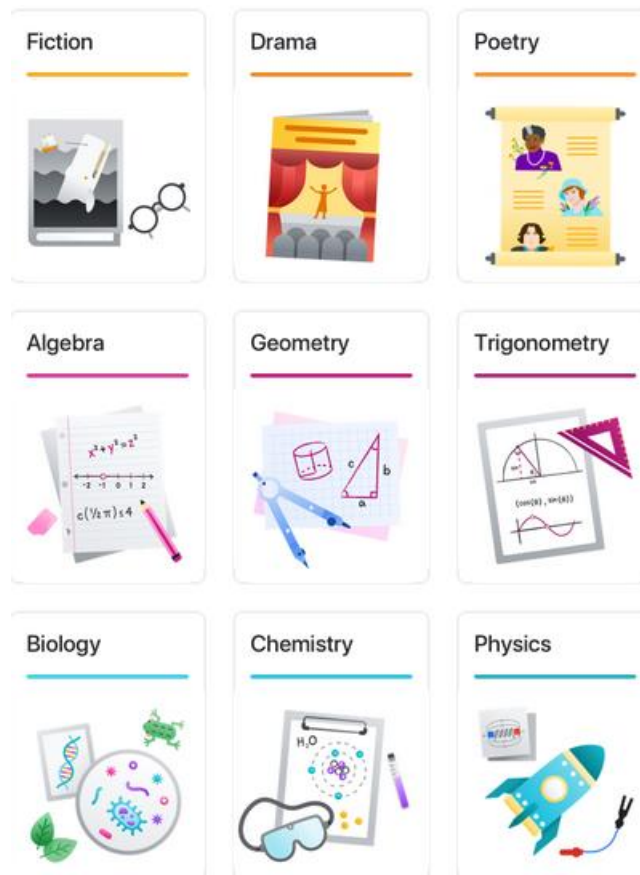 Fiction
Drama
Poetry
Algebra
Geometry
Trigonometry
x² + y² = z²
-2 -1 0 1 2
c(½ π) ≤ 4
c
b
a
(cos(θ), sin(θ))
Biology
Chemistry
Physics
H₂O